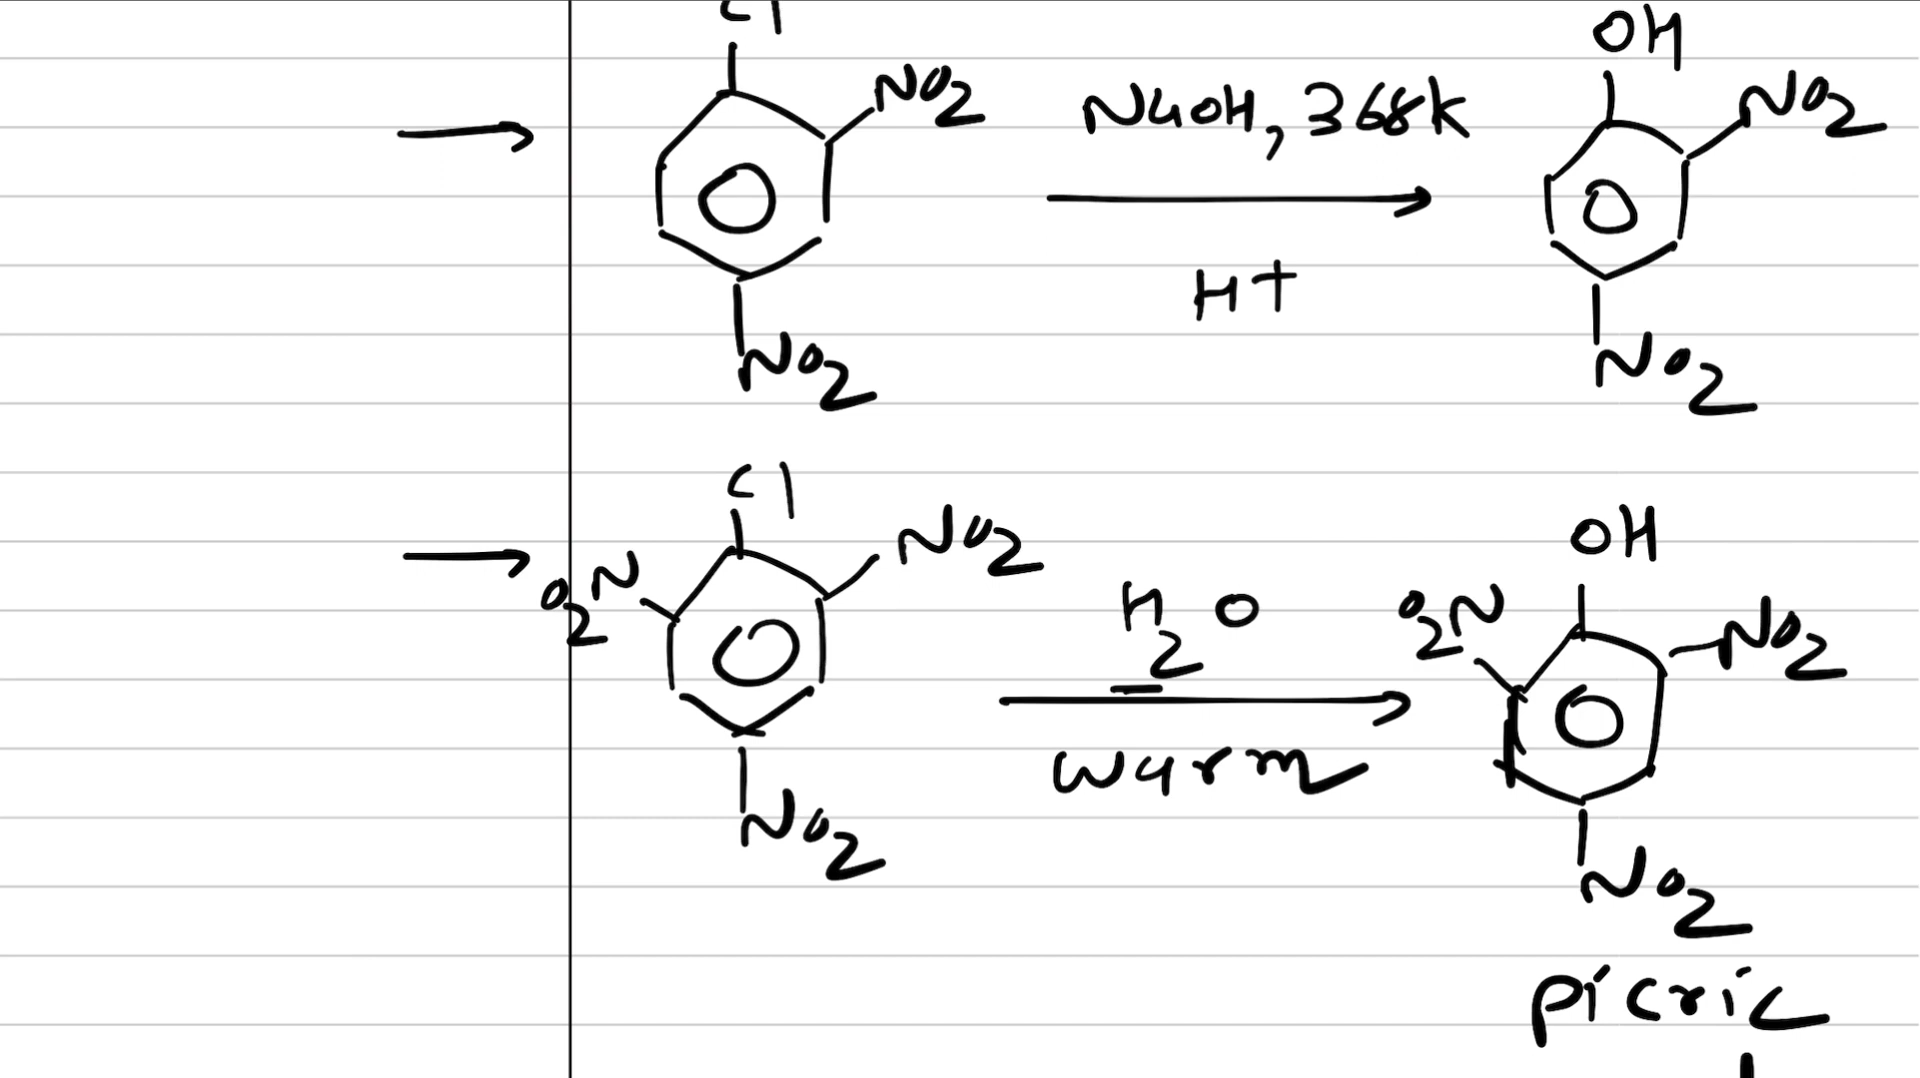 Cl
NO2
NaOH, 368K
H+
OH
NO2
NO2
NO2
Cl
O2N
NO2
H2O
warm
OH
O2N
NO2
NO2
NO2
picric